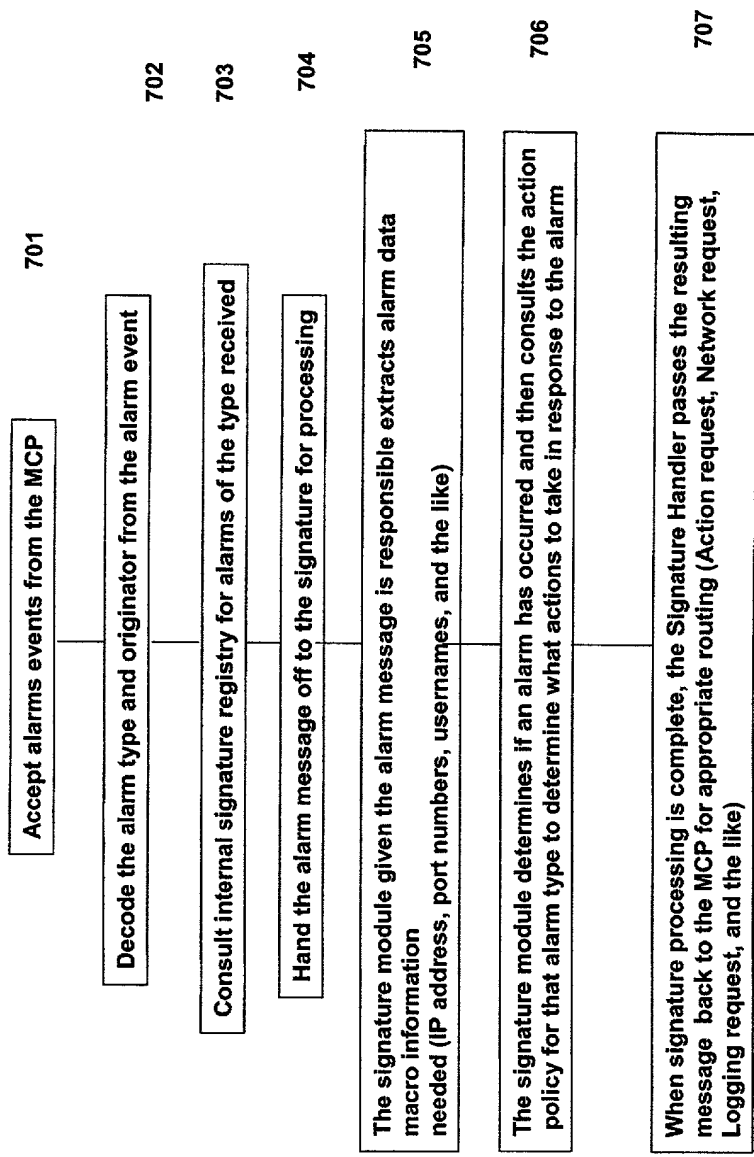 Accept alarms events from the MCP
701
Decode the alarm type and originator from the alarm event
702
Consult internal signature registry for alarms of the type received
703
Hand the alarm message off to the signature for processing
704
The signature module given the alarm message is responsible extracts alarm data
macro information
needed (IP address, port numbers, usernames, and the like)
705
The signature module determines if an alarm has occurred and then consults the action
policy for that alarm type to determine what actions to take in response to the alarm
706
When signature processing is complete, the Signature Handler passes the resulting
message back to the MCP for appropriate routing (Action request, Network request,
Logging request, and the like)
707